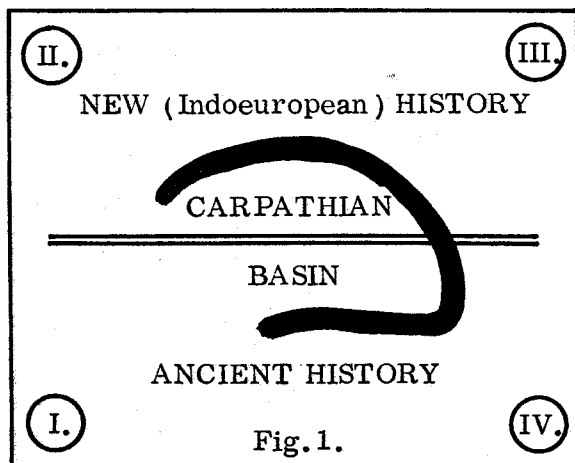 II. III.
NEW (Indoeuropean) HISTORY
CARPATHIAN
BASIN
ANCIENT HISTORY
I. IV.
Fig. 1.